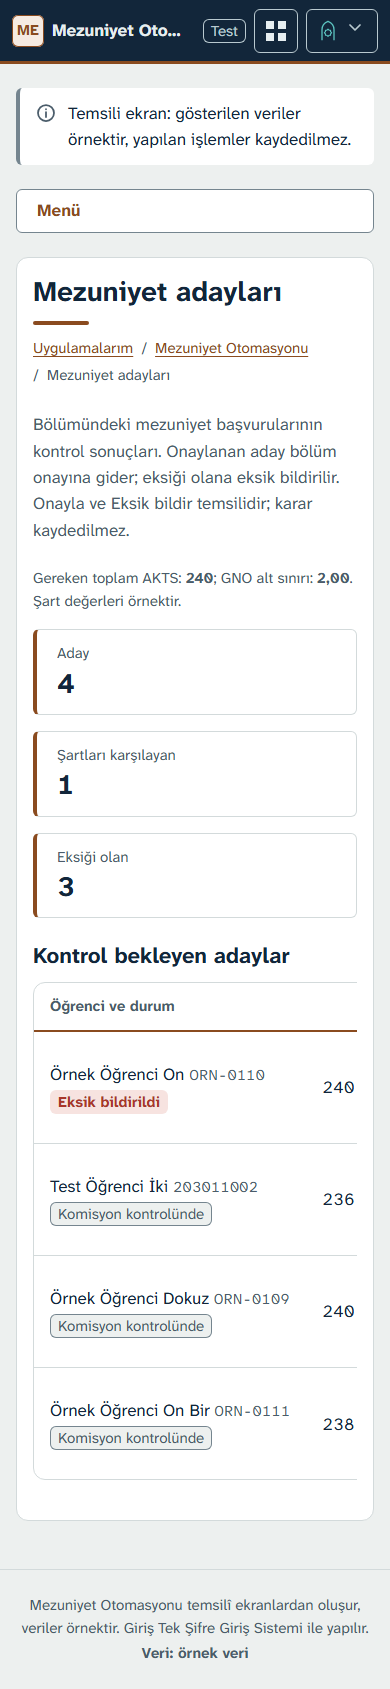 ME Mezuniyet Oto... Test
Temsili ekran: gösterilen veriler
örnektir, yapılan işlemler kaydedilmez.
Menü
Mezuniyet adayları
Uygulamalarım / Mezuniyet Otomasyonu
/ Mezuniyet adayları
Bölümündeki mezuniyet başvurularının
kontrol sonuçları. Onaylanan aday bölüm
onayına gider; eksiği olana eksik bildirilir.
Onayla ve Eksik bildir temsilidir; karar
kaydedilmez.
Gereken toplam AKTS: 240; GNO alt sınırı: 2,00.
Şart değerleri örnektir.
Aday
4
Şartları karşılayan
1
Eksiği olan
3
Kontrol bekleyen adaylar
Öğrenci ve durum
Örnek Öğrenci On ORN-0110
240
Eksik bildirildi
Test Öğrenci İki 203011002
236
Komisyon kontrolünde
Örnek Öğrenci Dokuz ORN-0109
240
Komisyon kontrolünde
Örnek Öğrenci On Bir ORN-0111
238
Komisyon kontrolünde
Mezuniyet Otomasyonu temsilî ekranlardan oluşur,
veriler örnektir. Giriş Tek Şifre Giriş Sistemi ile yapılır.
Veri: örnek veri